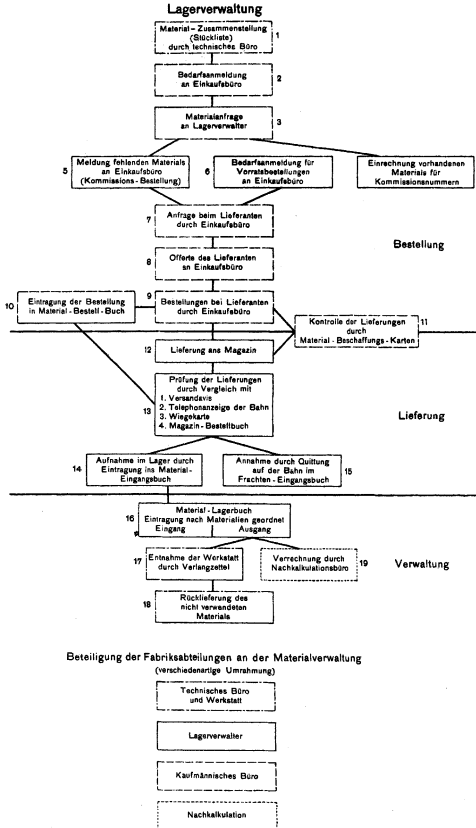 Lagerverwaltung
Material-Zusammenstellung
(Stückliste)
durch technisches Büro
1
Bedarfsanmeldung
an Einkaufsbüro
2
Materialanfrage
an Lagerverwalter
3
5
Meldung fehlenden Materials
an Einkaufsbüro
(Kommissions-Bestellung)
6
Bedarfsanmeldung für
Vorratsbestellungen
an Einkaufsbüro
Einrechnung vorhandenen
Materials für
Kommissionsnummern
7
Anfrage beim Lieferanten
durch Einkaufsbüro
Bestellung
8
Offerte des Lieferanten
an Einkaufsbüro
10
Eintragung der Bestellung
in Material-Bestell-Buch
9
Bestellungen bei Lieferanten
durch Einkaufsbüro
Kontrolle der Lieferungen
durch
Material-Beschaffungs-Karten
11
12
Lieferung ans Magazin
13
Prüfung der Lieferungen
durch Vergleich mit
1. Versandavis
2. Telephonanzeige der Bahn
3. Wiegekarte
4. Magazin-Bestellbuch
Lieferung
14
Aufnahme im Lager durch
Eintragung ins Material-
Eingangsbuch
Annahme durch Quittung
auf der Bahn im
Frachten-Eingangsbuch
15
16
Material-Lagerbuch
Eintragung nach Materialien geordnet
Eingang Ausgang
17
Entnahme der Werkstatt
durch Verlangzettel
Verrechnung durch
Nachkalkulationsbüro
19
Verwaltung
18
Rücklieferung des
nicht verwendeten
Materials
Beteiligung der Fabriksabteilungen an der Materialverwaltung
(verschiedenartige Umrahmung)
Technisches Büro
und Werkstatt
Lagerverwalter
Kaufmännisches Büro
Nachkalkulation